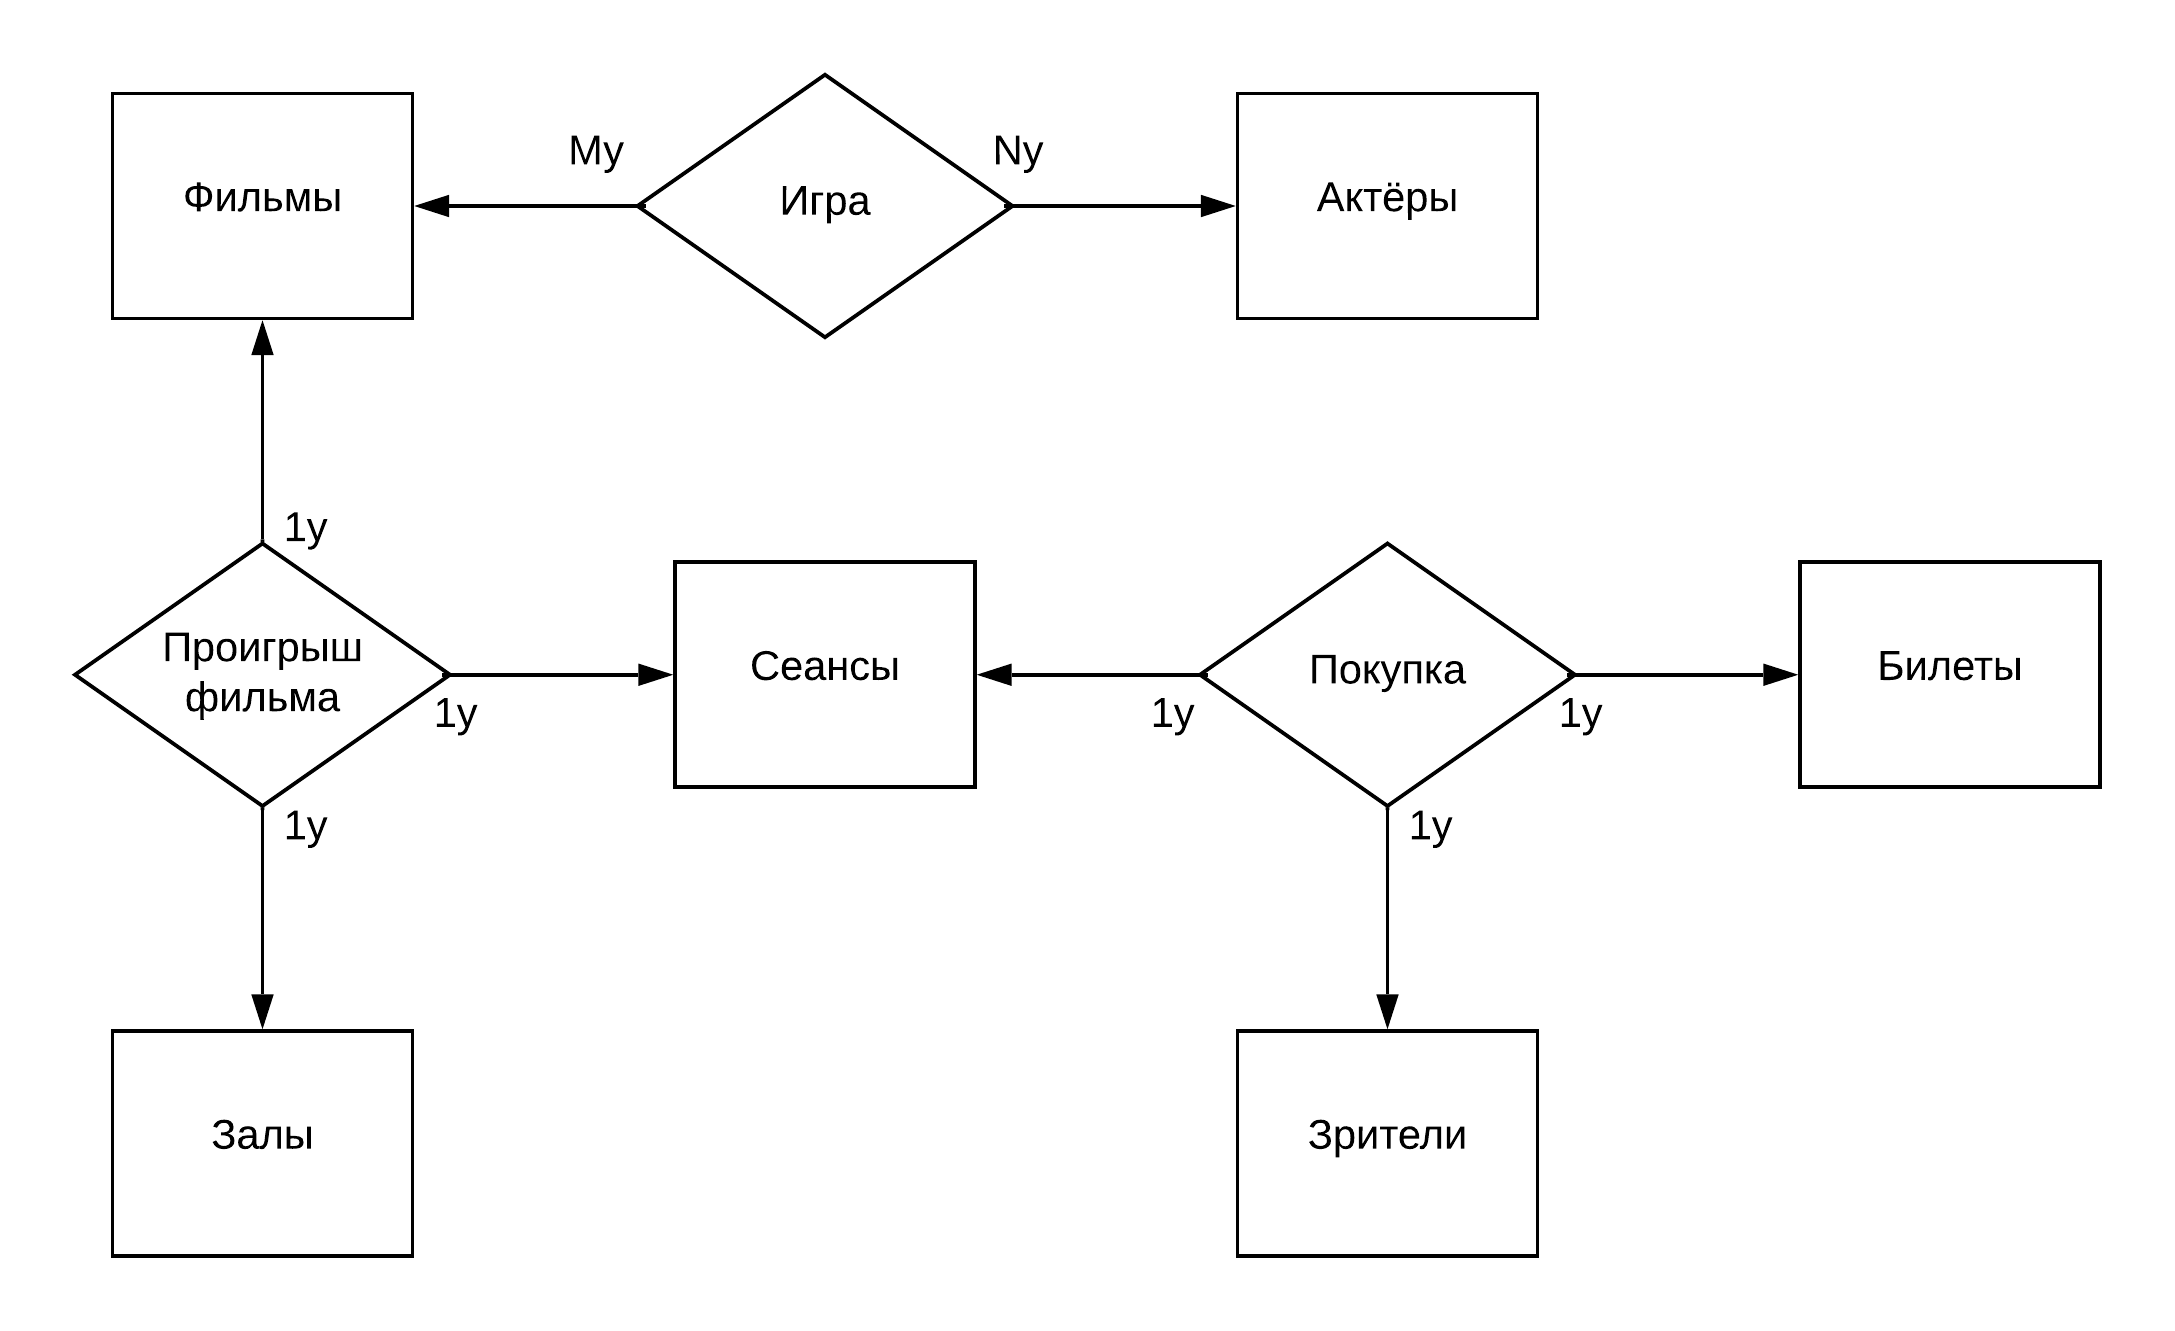 Фильмы
My
Игра
Ny
Актёры
1y
Проигрыш
фильма
1y
1y
Сеансы
1y
Покупка
1y
1y
Билеты
Залы
Зрители